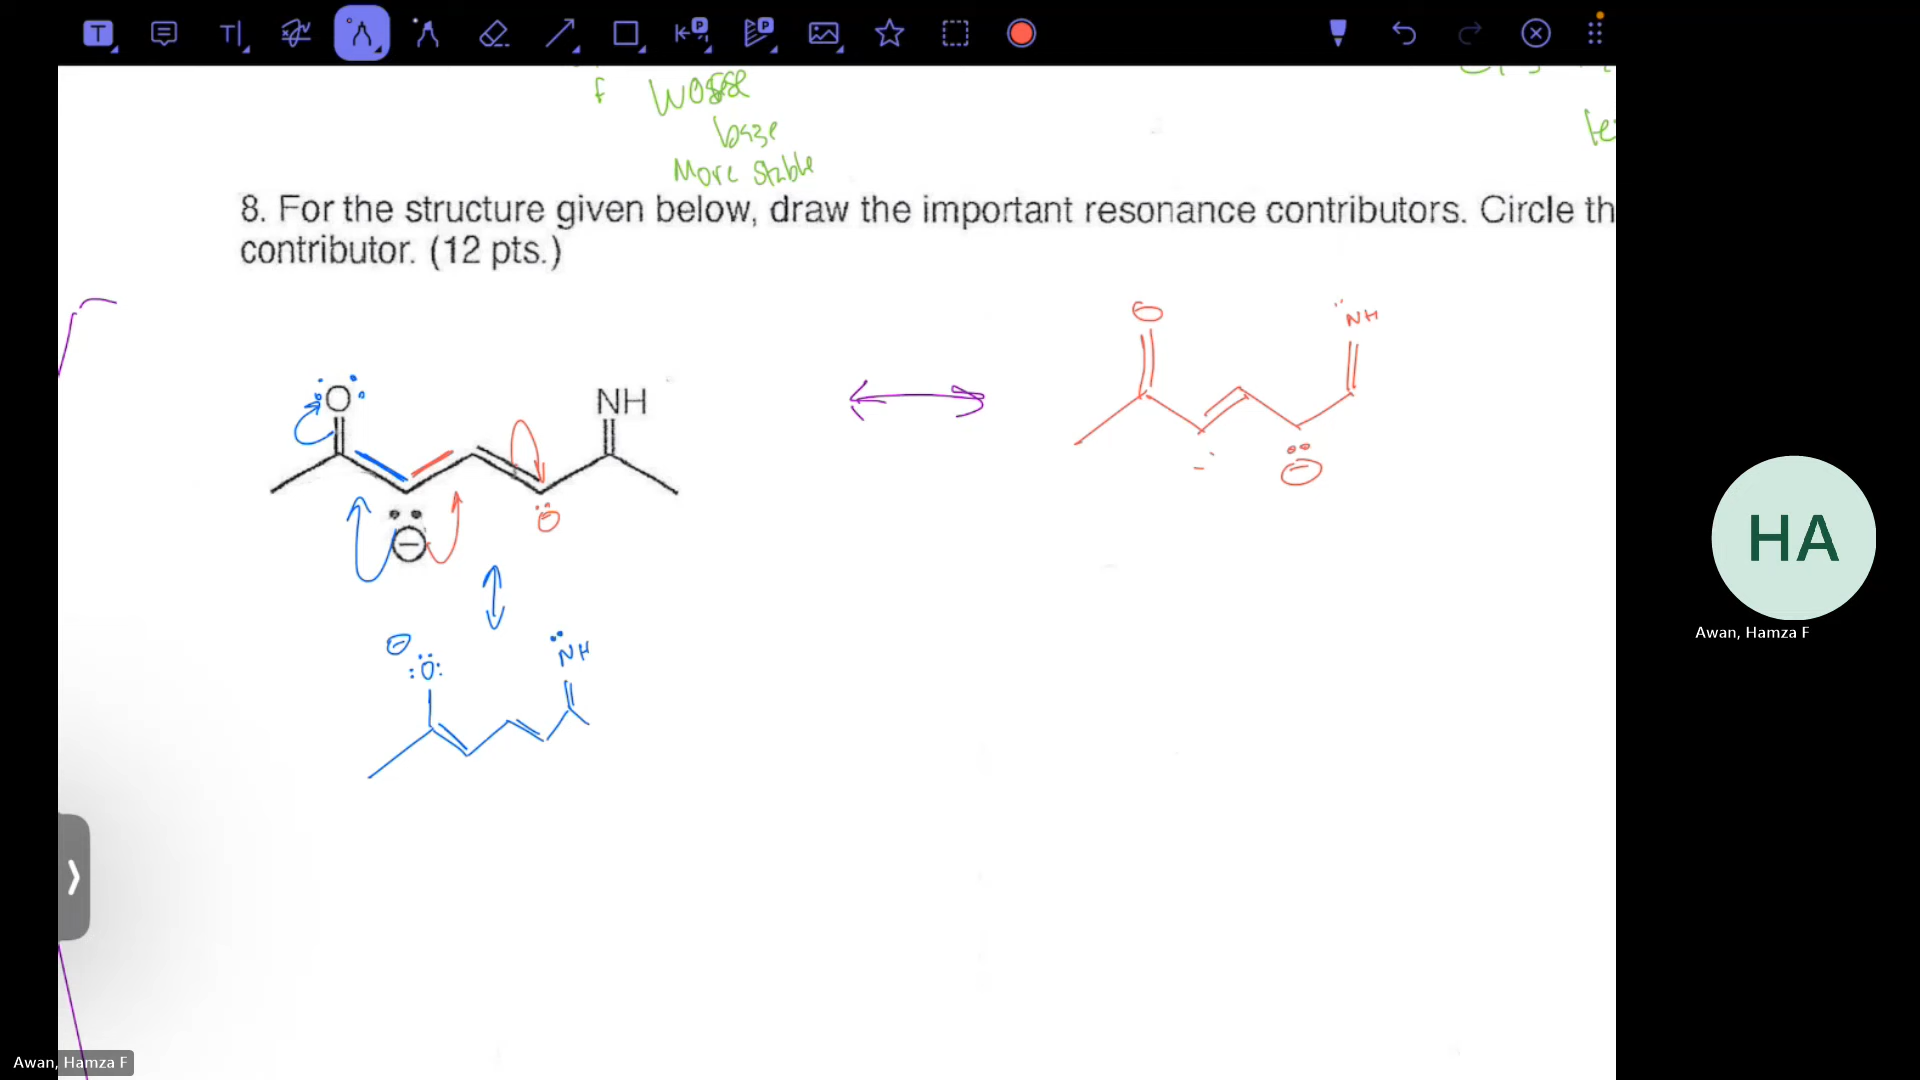 f Wosse
base
More stable
8. For the structure given below, draw the important resonance contributors. Circle th
contributor. (12 pts.)
O NH
O NH
O NH
HA
Awan, Hamza F
Awan, Hamza F